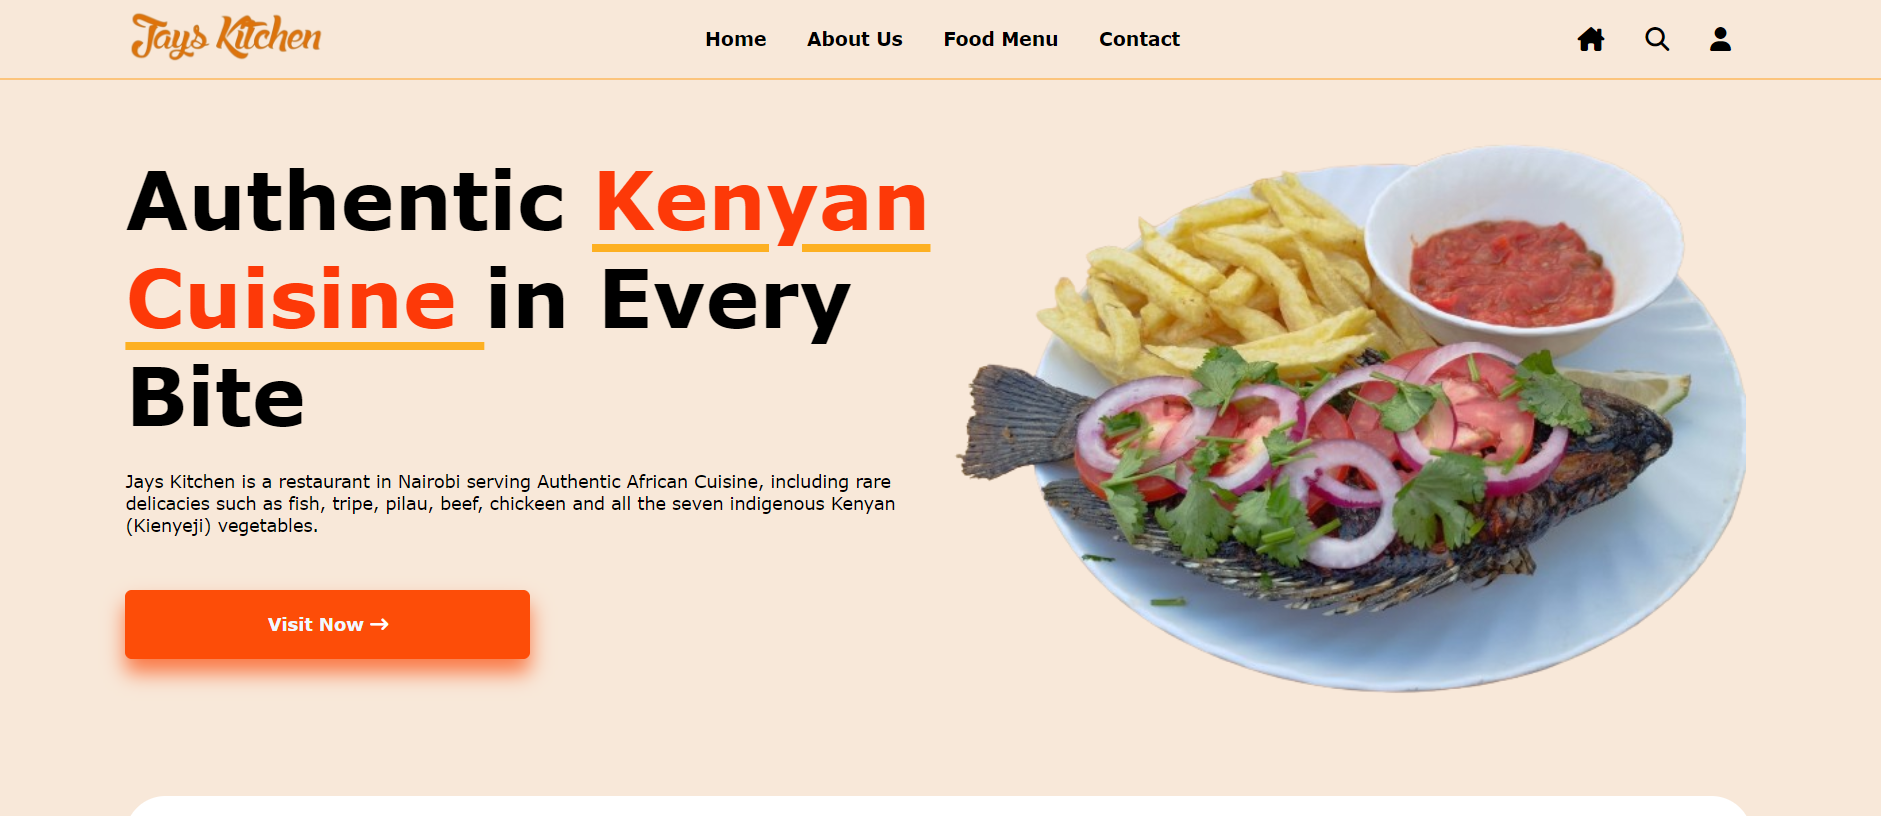 Jays Kitchen
Home About Us Food Menu Contact
Authentic Kenyan
Cuisine in Every
Bite
Jays Kitchen is a restaurant in Nairobi serving Authentic African Cuisine, including rare
delicacies such as fish, tripe, pilau, beef, chickeen and all the seven indigenous Kenyan
(Kienyeji) vegetables.
Visit Now →